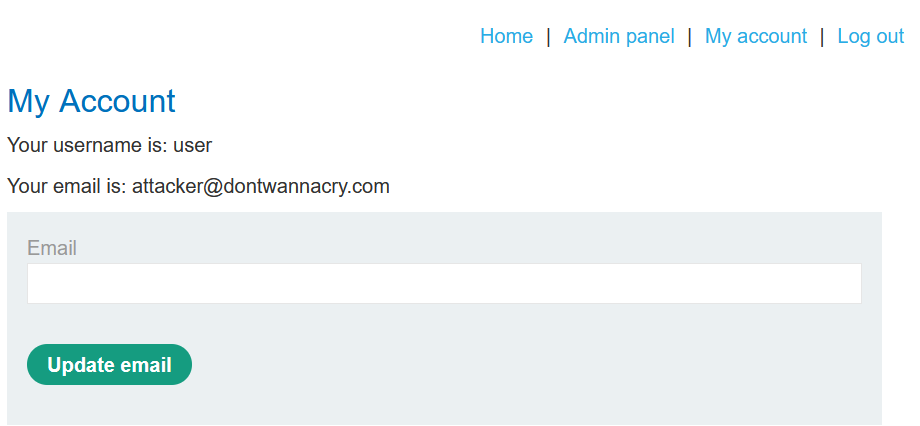 Home | Admin panel | My account | Log out
My Account
Your username is: user
Your email is: attacker@dontwannacry.com
Email
Update email